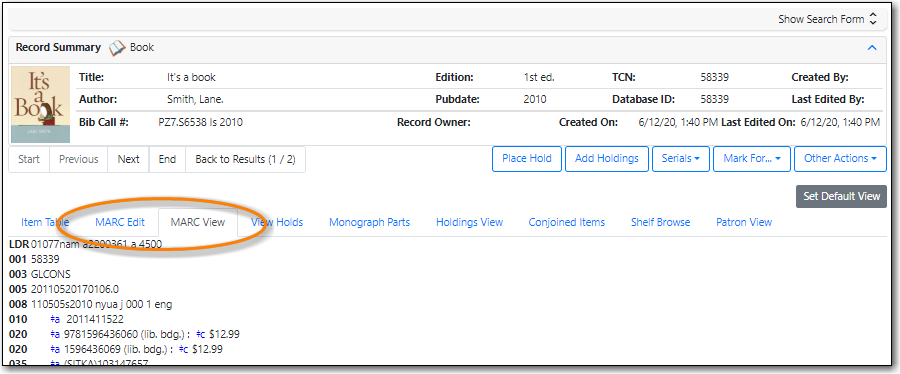 Show Search Form
Record Summary Book
It's a Book
Title: It's a book Edition: 1st ed. TCN: 58339 Created By:
Author: Smith, Lane. Pubdate: 2010 Database ID: 58339 Last Edited By:
Bib Call #: PZ7.S6538 Is 2010 Record Owner: Created On: 6/12/20, 1:40 PM Last Edited On: 6/12/20, 1:40 PM
Start Previous Next End Back to Results (1 / 2) Place Hold Add Holdings Serials Mark For... Other Actions
Set Default View
Item Table MARC Edit MARC View View Holds Monograph Parts Holdings View Conjoined Items Shelf Browse Patron View
LDR 01077nam a2200361 a 4500
001 58339
003 GLCONS
005 20110520170106.0
008 110505s2010 nyua j 000 1 eng
010 ‡a 2011411522
020 ‡a 9781596436060 (lib. bdg.) : ‡c $12.99
020 ‡a 1596436069 (lib. bdg.) : ‡c $12.99
035 ‡a (SITKA)103147657